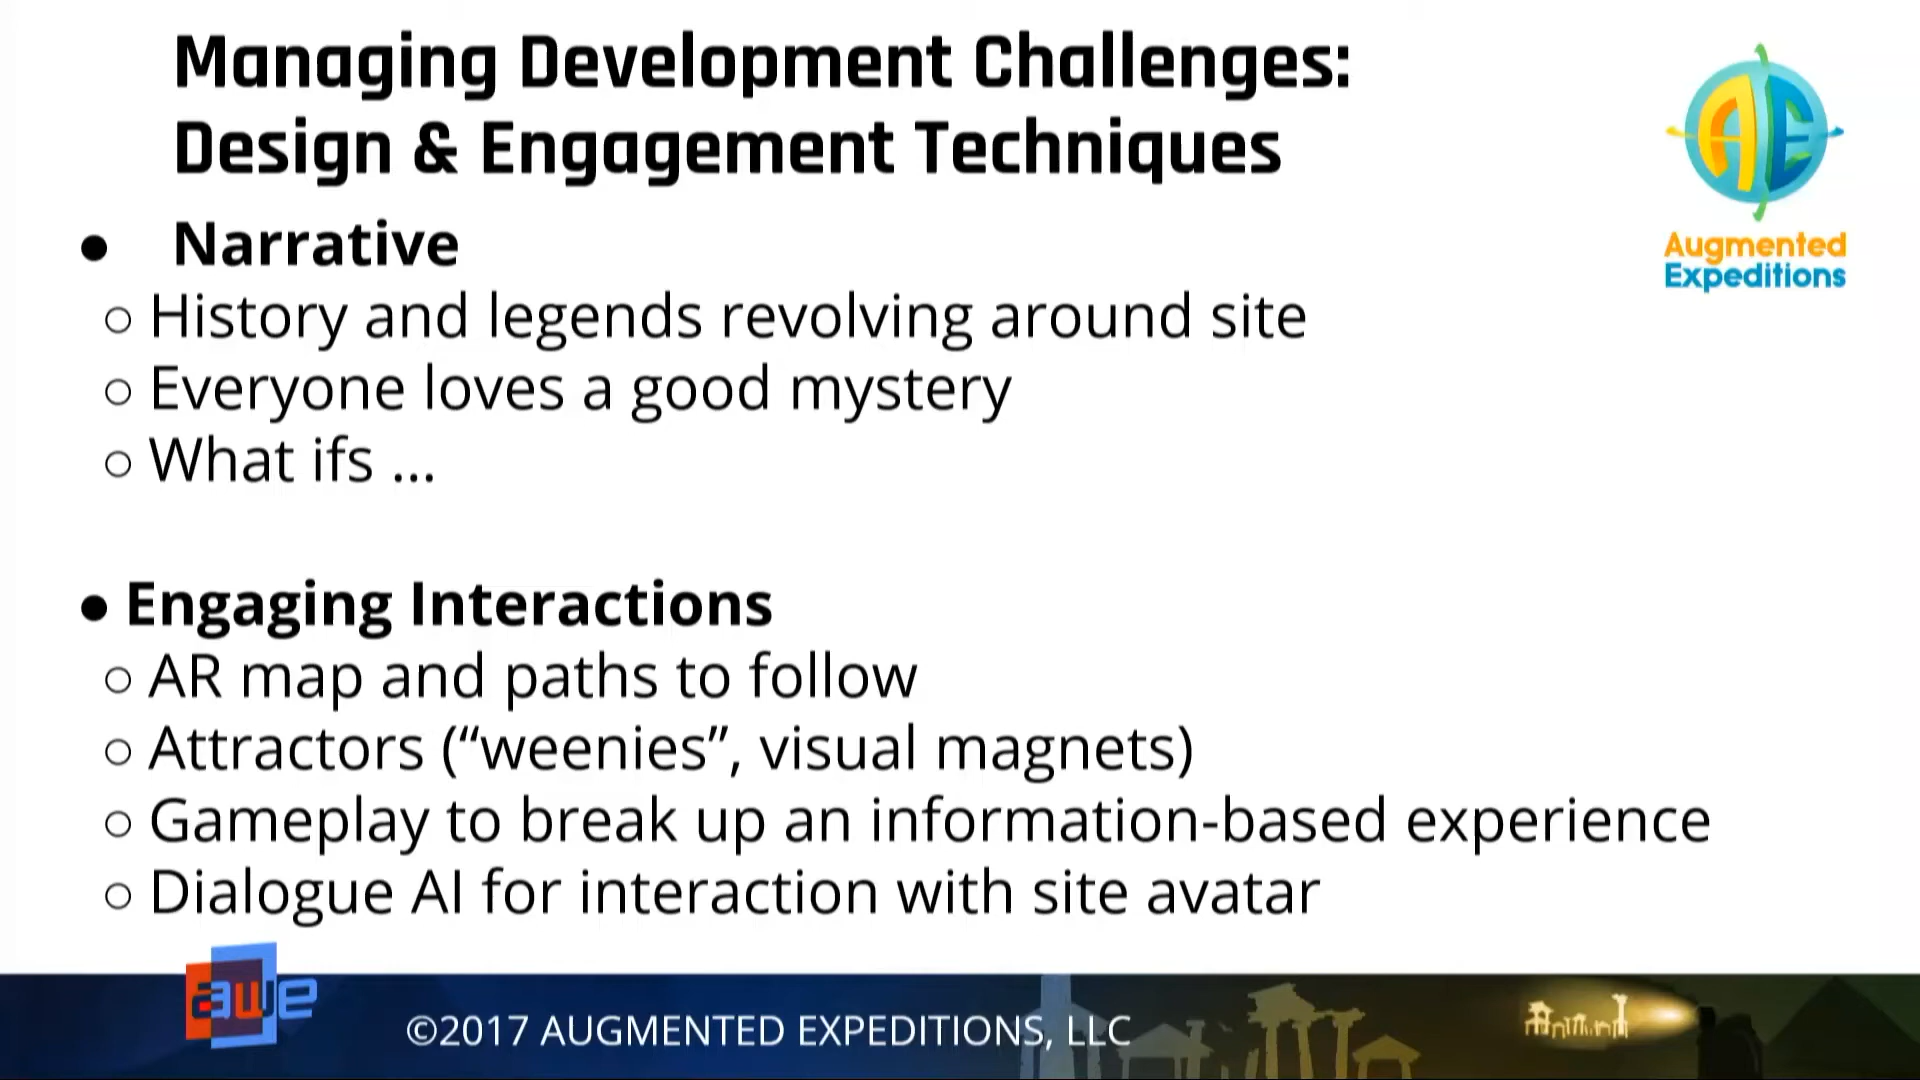 Managing Development Challenges:
Design & Engagement Techniques
AE
Augmented
Expeditions
● Narrative
○ History and legends revolving around site
○ Everyone loves a good mystery
○ What ifs ...
● Engaging Interactions
○ AR map and paths to follow
○ Attractors (“weenies”, visual magnets)
○ Gameplay to break up an information-based experience
○ Dialogue AI for interaction with site avatar
awe
©2017 AUGMENTED EXPEDITIONS, LLC